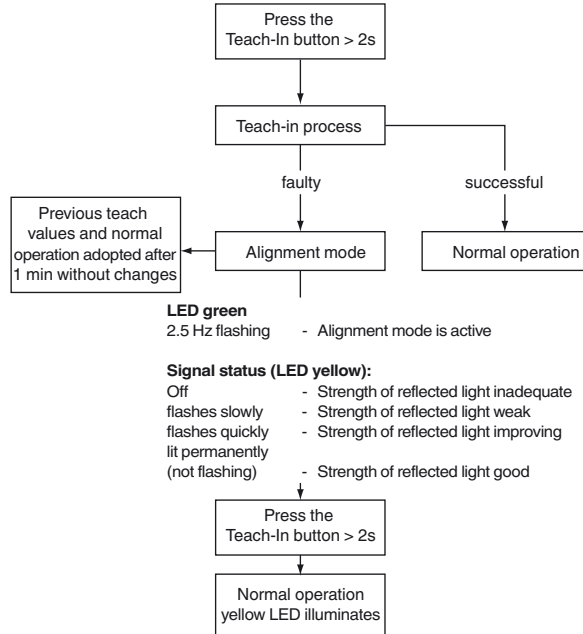 Press the
Teach-In button > 2s
Teach-in process
faulty
successful
Previous teach
values and normal
operation adopted after
1 min without changes
Alignment mode
Normal operation
LED green
2.5 Hz flashing - Alignment mode is active
Signal status (LED yellow):
Off - Strength of reflected light inadequate
flashes slowly - Strength of reflected light weak
flashes quickly - Strength of reflected light improving
lit permanently
(not flashing) - Strength of reflected light good
Press the
Teach-In button > 2s
Normal operation
yellow LED illuminates